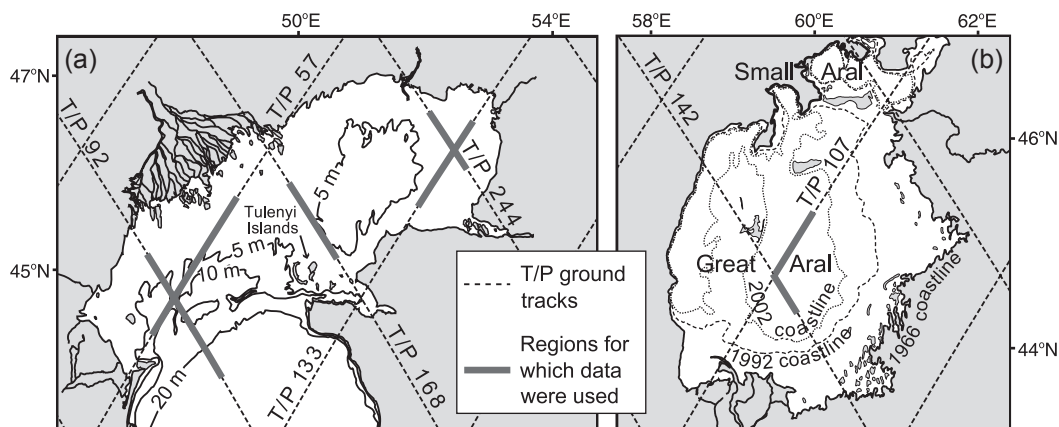 50°E
54°E
58°E
60°E
62°E
(a)
47°N
45°N
T/P 92
T/P 57
T/P 244
5 m
Tulenyi
Islands
5 m
10 m
20 m
T/P 133
T/P 168
T/P ground
tracks
Regions for
which data
were used
(b)
Small Aral
T/P 142
T/P 107
46°N
44°N
Great Aral
2002 coastline
1992 coastline
1966 coastline